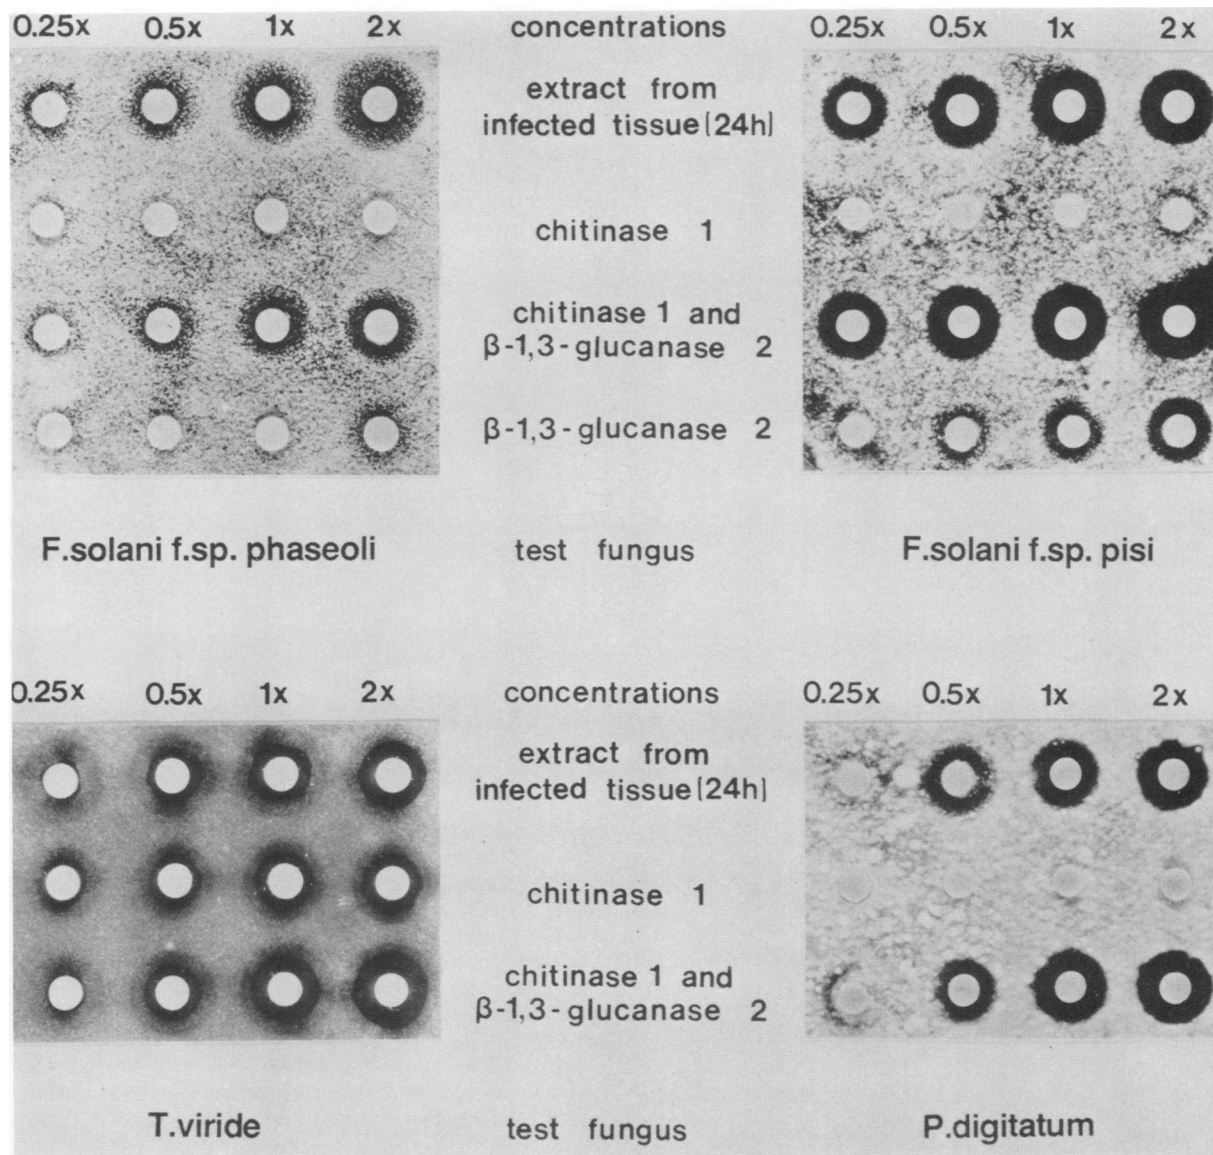 0.25x 0.5x 1x 2x concentrations 0.25x 0.5x 1x 2x
extract from
infected tissue(24h)
chitinase 1
chitinase 1 and
β-1,3-glucanase 2
β-1,3-glucanase 2
F.solani f.sp. phaseoli test fungus F.solani f.sp. pisi
0.25x 0.5x 1x 2x concentrations 0.25x 0.5x 1x 2x
extract from
infected tissue(24h)
chitinase 1
chitinase 1 and
β-1,3-glucanase 2
T.viride test fungus P.digitatum